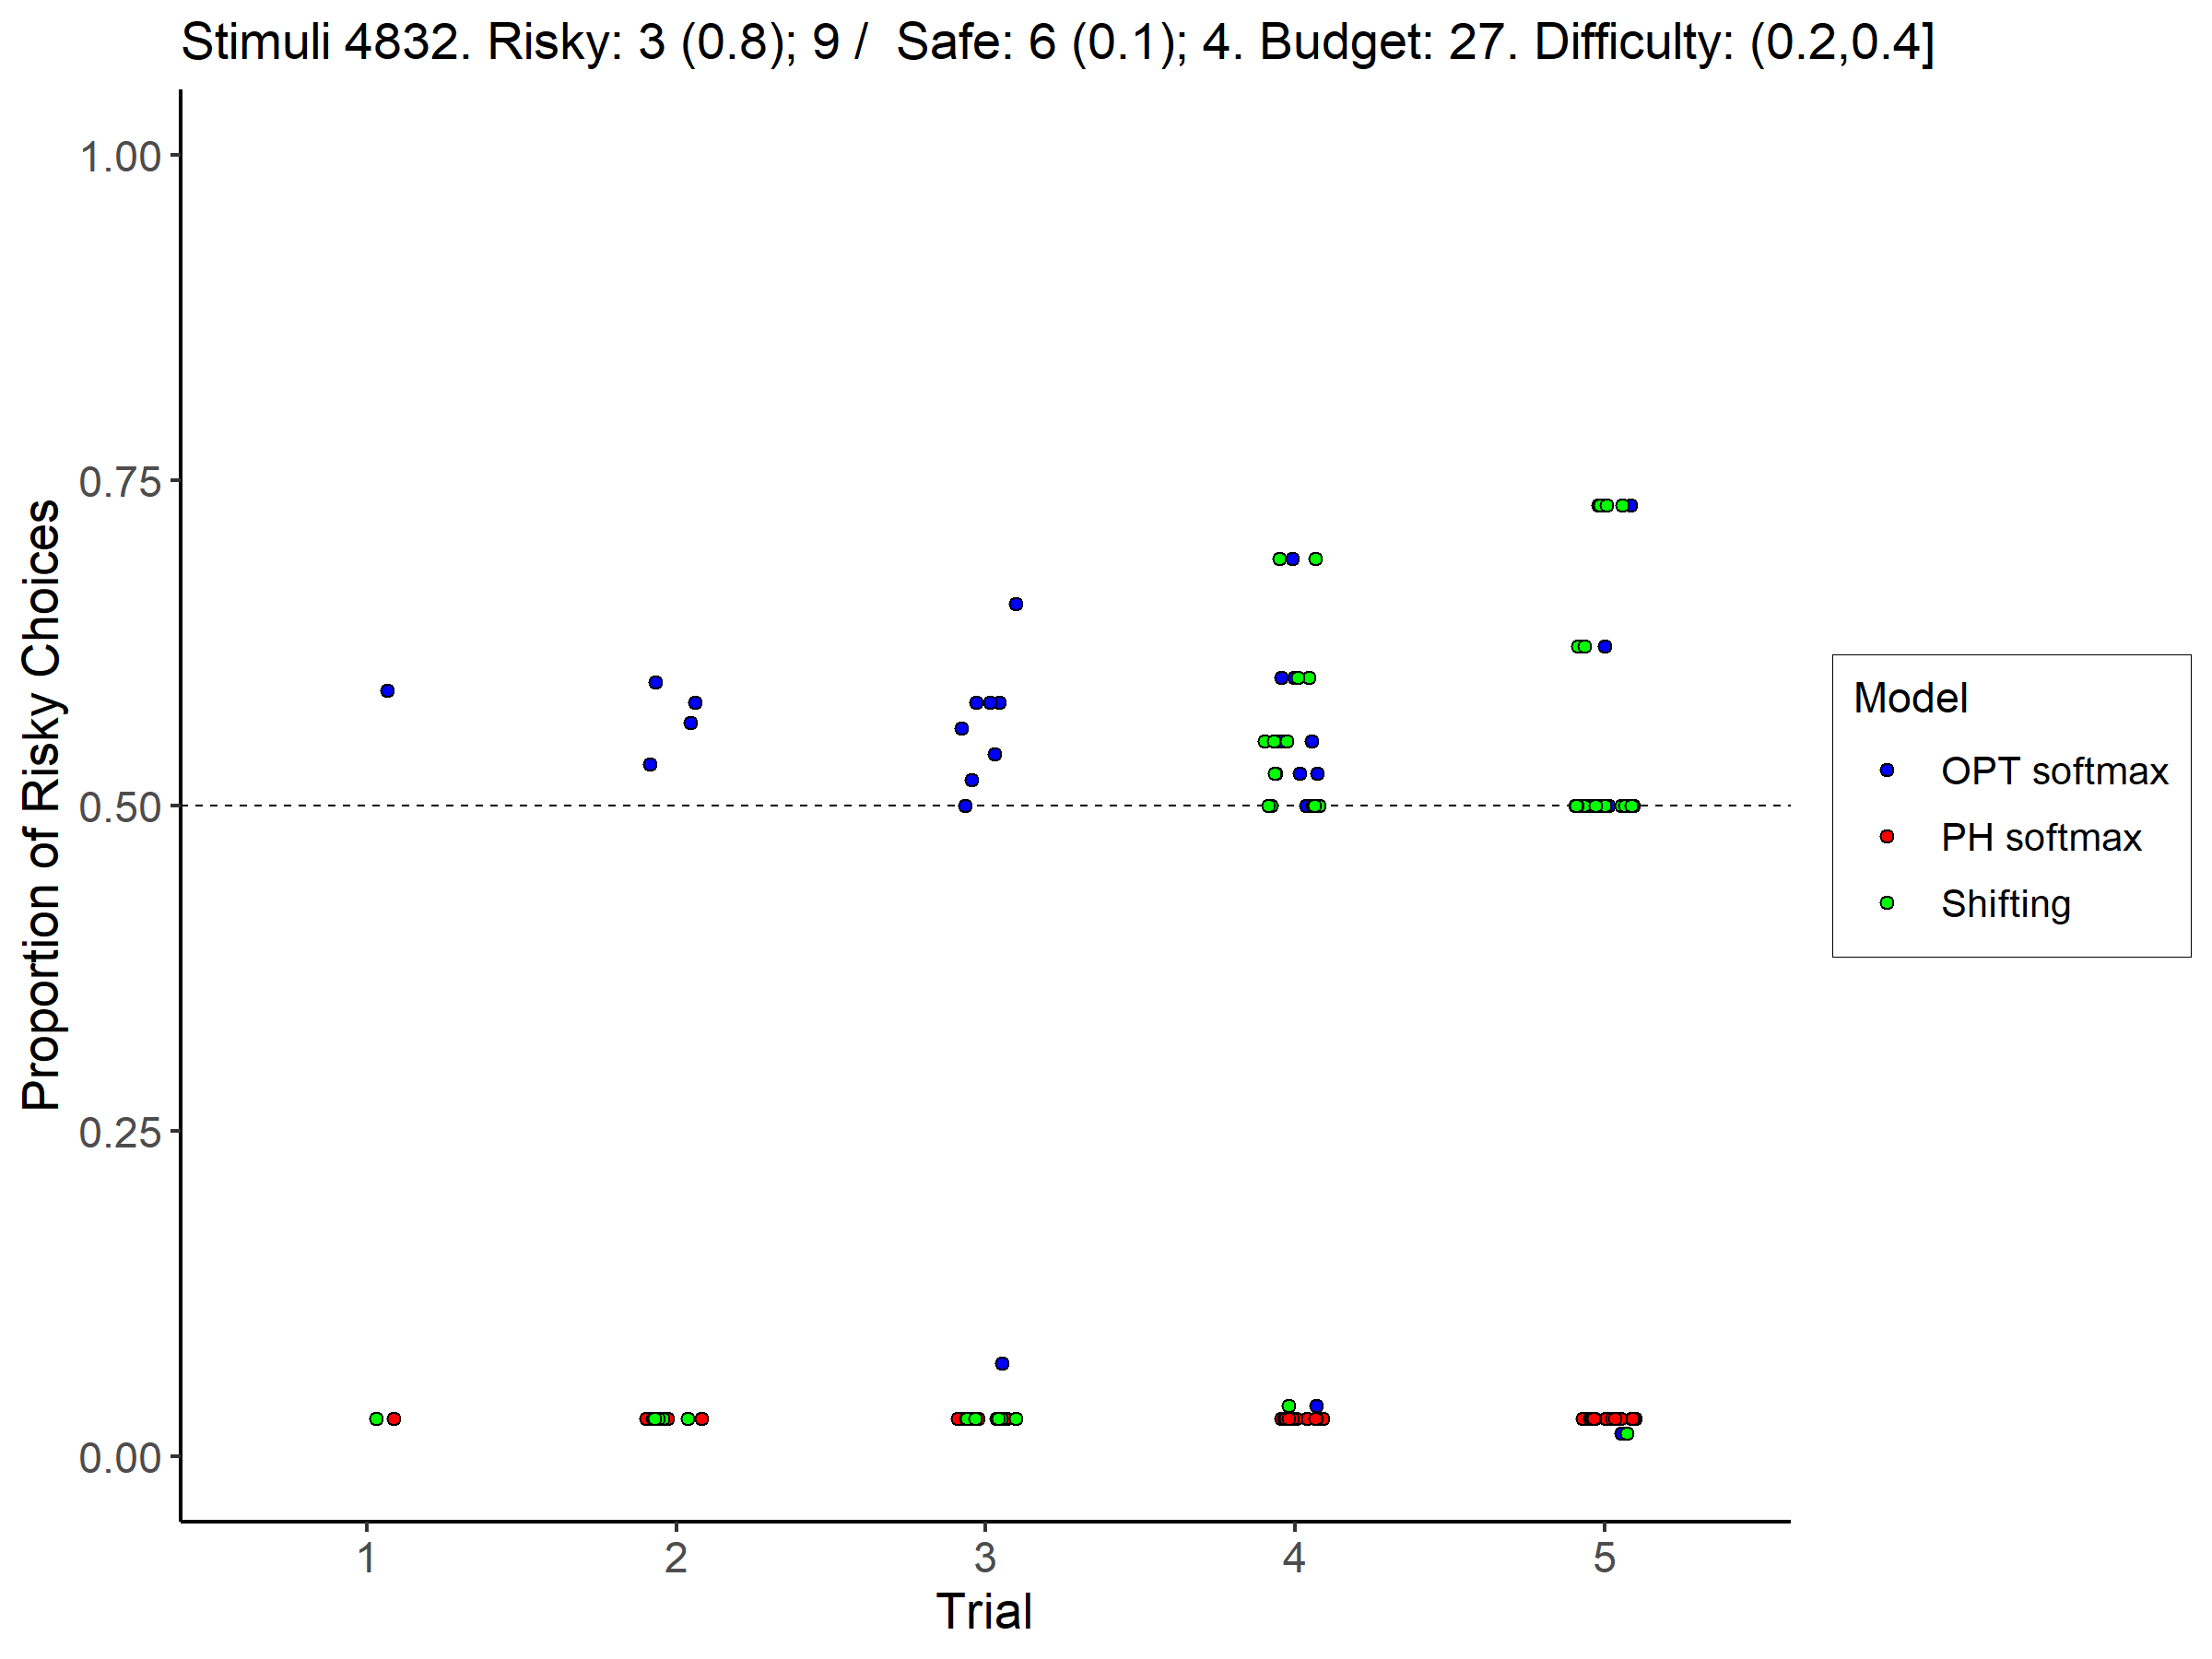 Stimuli 4832. Risky: 3 (0.8); 9 /  Safe: 6 (0.1); 4. Budget: 27. Difficulty: (0.2,0.4]
Proportion of Risky Choices
1.00
0.75
0.50
0.25
0.00
1 2 3 4 5
Trial
Model
OPT softmax
PH softmax
Shifting